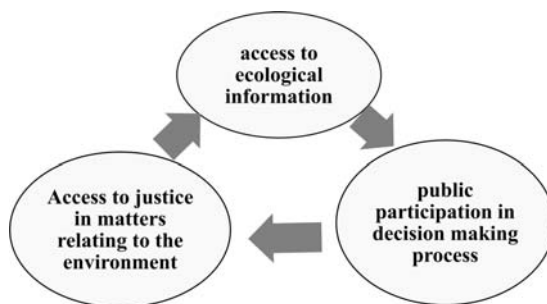 access to
ecological
information
public
participation in
decision making
process
Access to justice
in matters
relating to the
environment